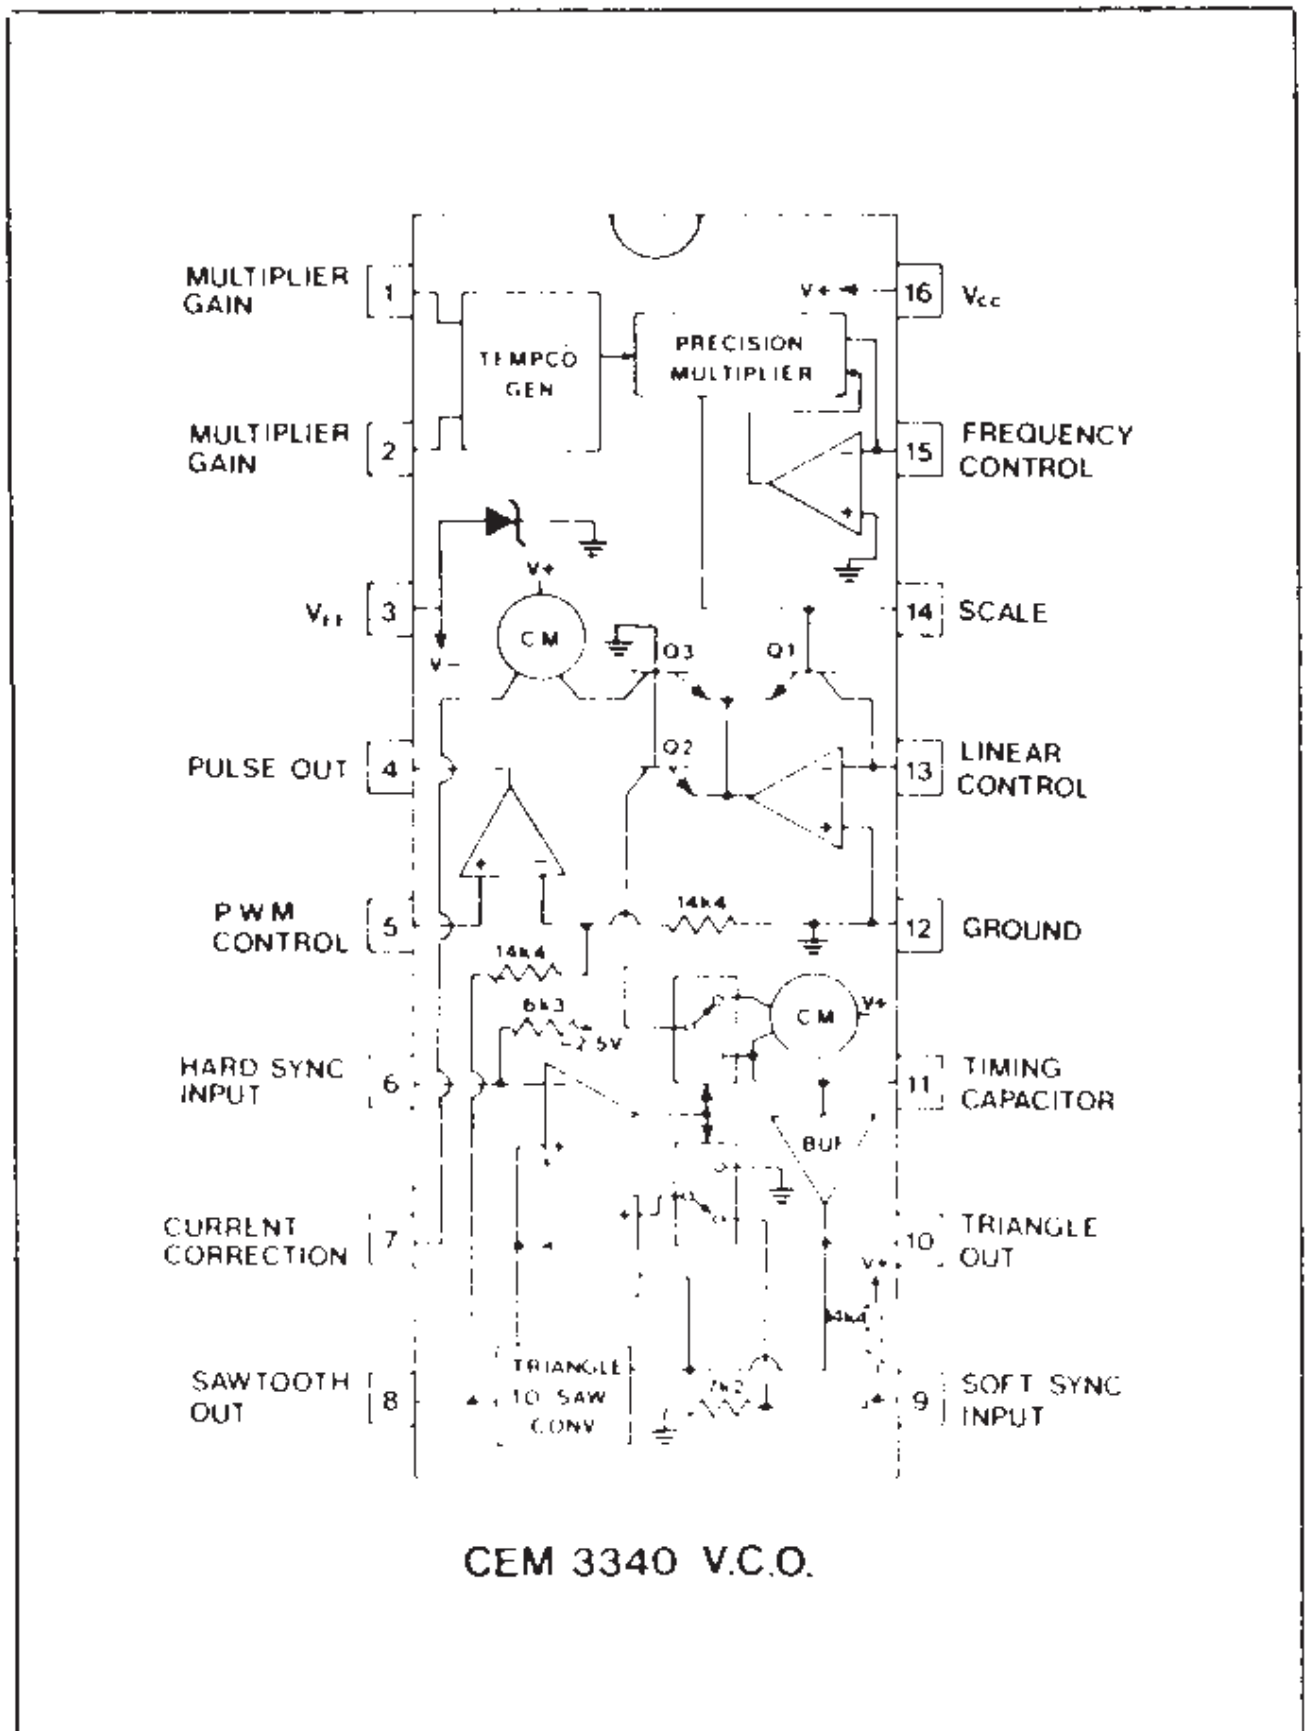 MULTIPLIER
GAIN
1
V+
16
Vcc
TEMPCO
GEN
PRECISION
MULTIPLIER
MULTIPLIER
GAIN
2
15
FREQUENCY
CONTROL
V+
3
CM
14
SCALE
V-
Q3
Q1
PULSE OUT
4
Q2
13
LINEAR
CONTROL
PWM
CONTROL
5
14k4
12
GROUND
14k4
6k3
-2.5V
CM
V+
HARD SYNC
INPUT
6
11
TIMING
CAPACITOR
BUF
CURRENT
CORRECTION
7
10
TRIANGLE
OUT
V+
SAWTOOTH
OUT
8
TRIANGLE
TO SAW
CONV
7k2
9
SOFT SYNC
INPUT
CEM 3340 V.C.O.